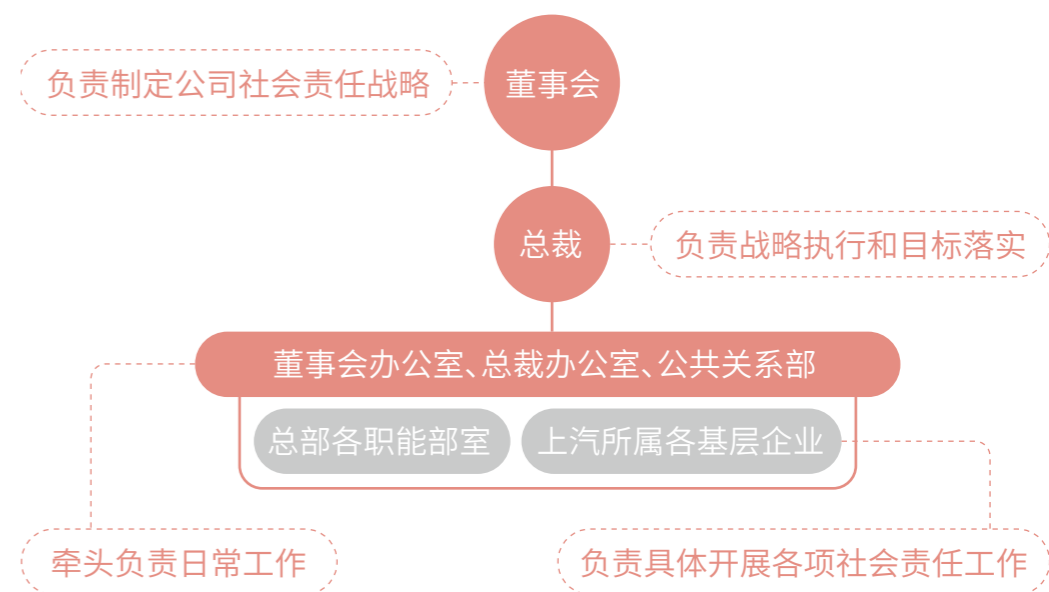 董事会
负责制定公司社会责任战略
总裁
负责战略执行和目标落实
董事会办公室、总裁办公室、公共关系部
总部各职能部室
上汽所属各基层企业
牵头负责日常工作
负责具体开展各项社会责任工作